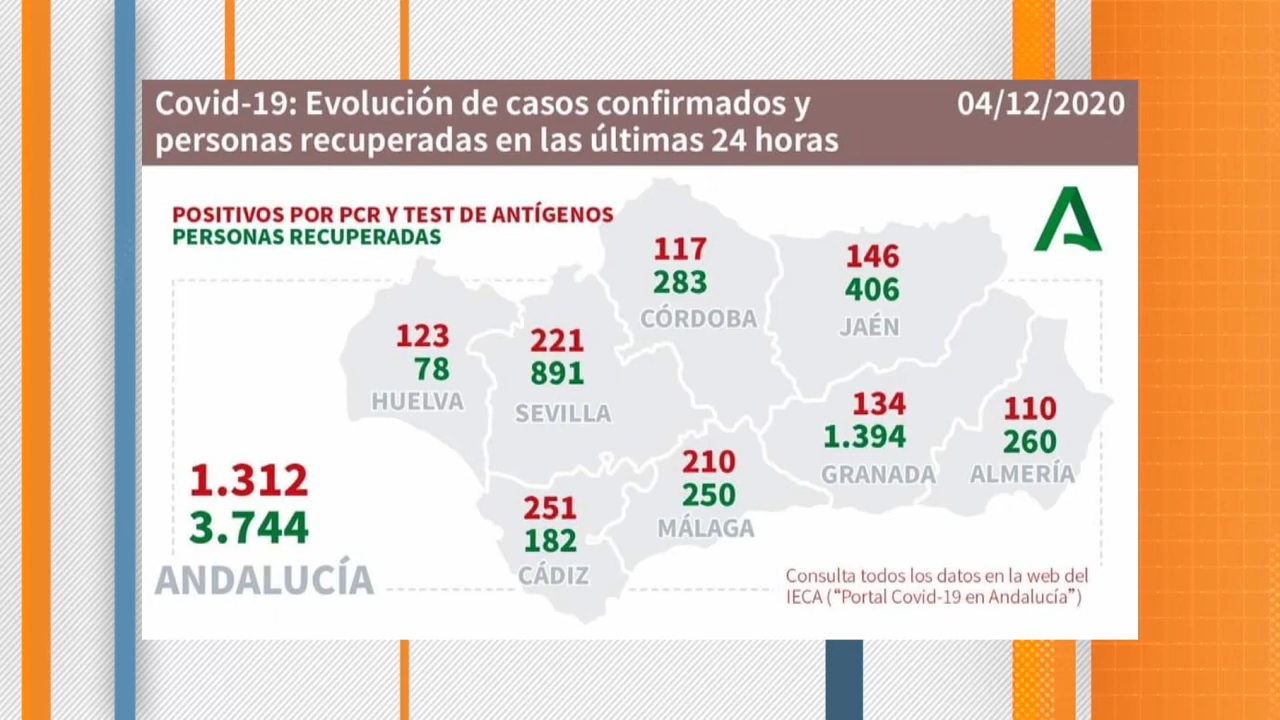 Covid-19: Evolución de casos confirmados y
personas recuperadas en las últimas 24 horas
04/12/2020
POSITIVOS POR PCR Y TEST DE ANTÍGENOS
PERSONAS RECUPERADAS
117
283
CÓRDOBA
146
406
JAÉN
123
78
HUELVA
221
891
SEVILLA
134
1.394
GRANADA
110
260
ALMERÍA
210
250
MÁLAGA
251
182
CÁDIZ
1.312
3.744
ANDALUCÍA
Consulta todos los datos en la web del
IECA (“Portal Covid-19 en Andalucía”)